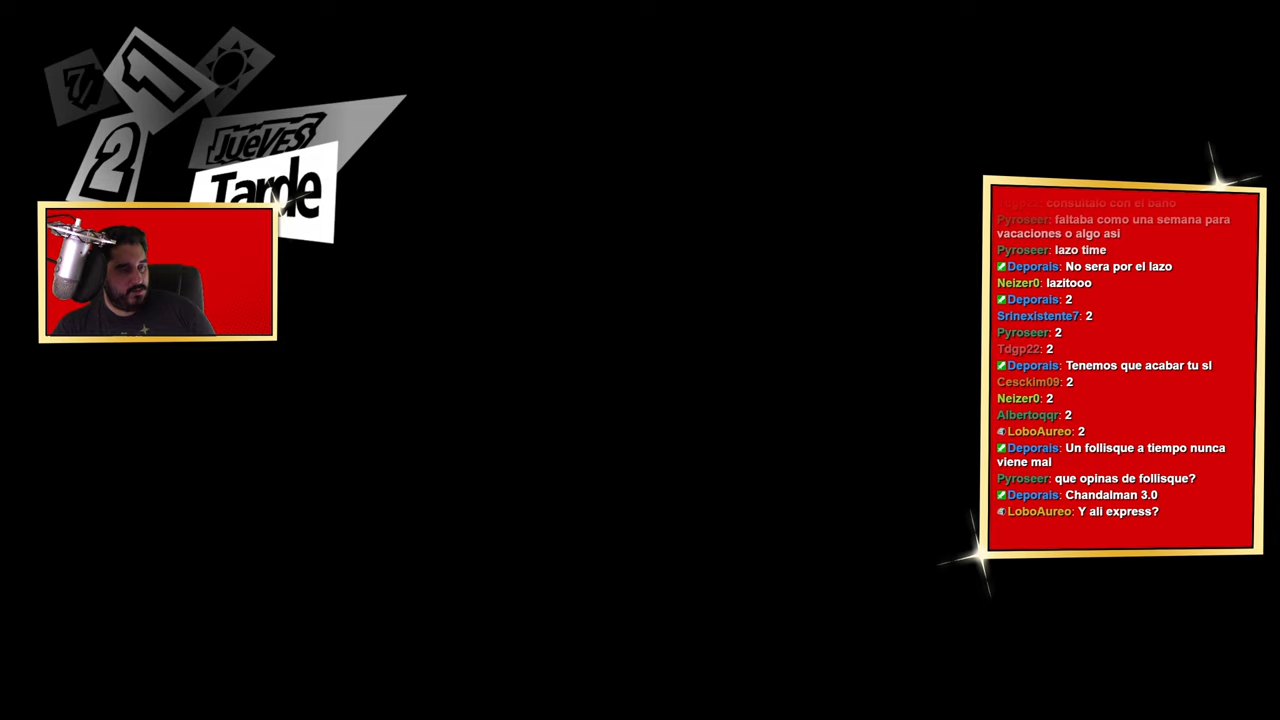 7/
1
2
Jueves
Tarde
consultalo con el baño
Pyroseer: faltaba como una semana para
vacaciones o algo asi
Pyroseer: lazo time
Deporais: No sera por el lazo
Neizer0: lazitooo
Deporais: 2
Srinexistente7: 2
Pyroseer: 2
Tdgp22: 2
Deporais: Tenemos que acabar tu sl
Cesckim09: 2
Neizer0: 2
Albertoqqr: 2
LoboAureo: 2
Deporais: Un follisque a tiempo nunca
viene mal
Pyroseer: que opinas de follisque?
Deporais: Chandalman 3.0
LoboAureo: Y ali express?